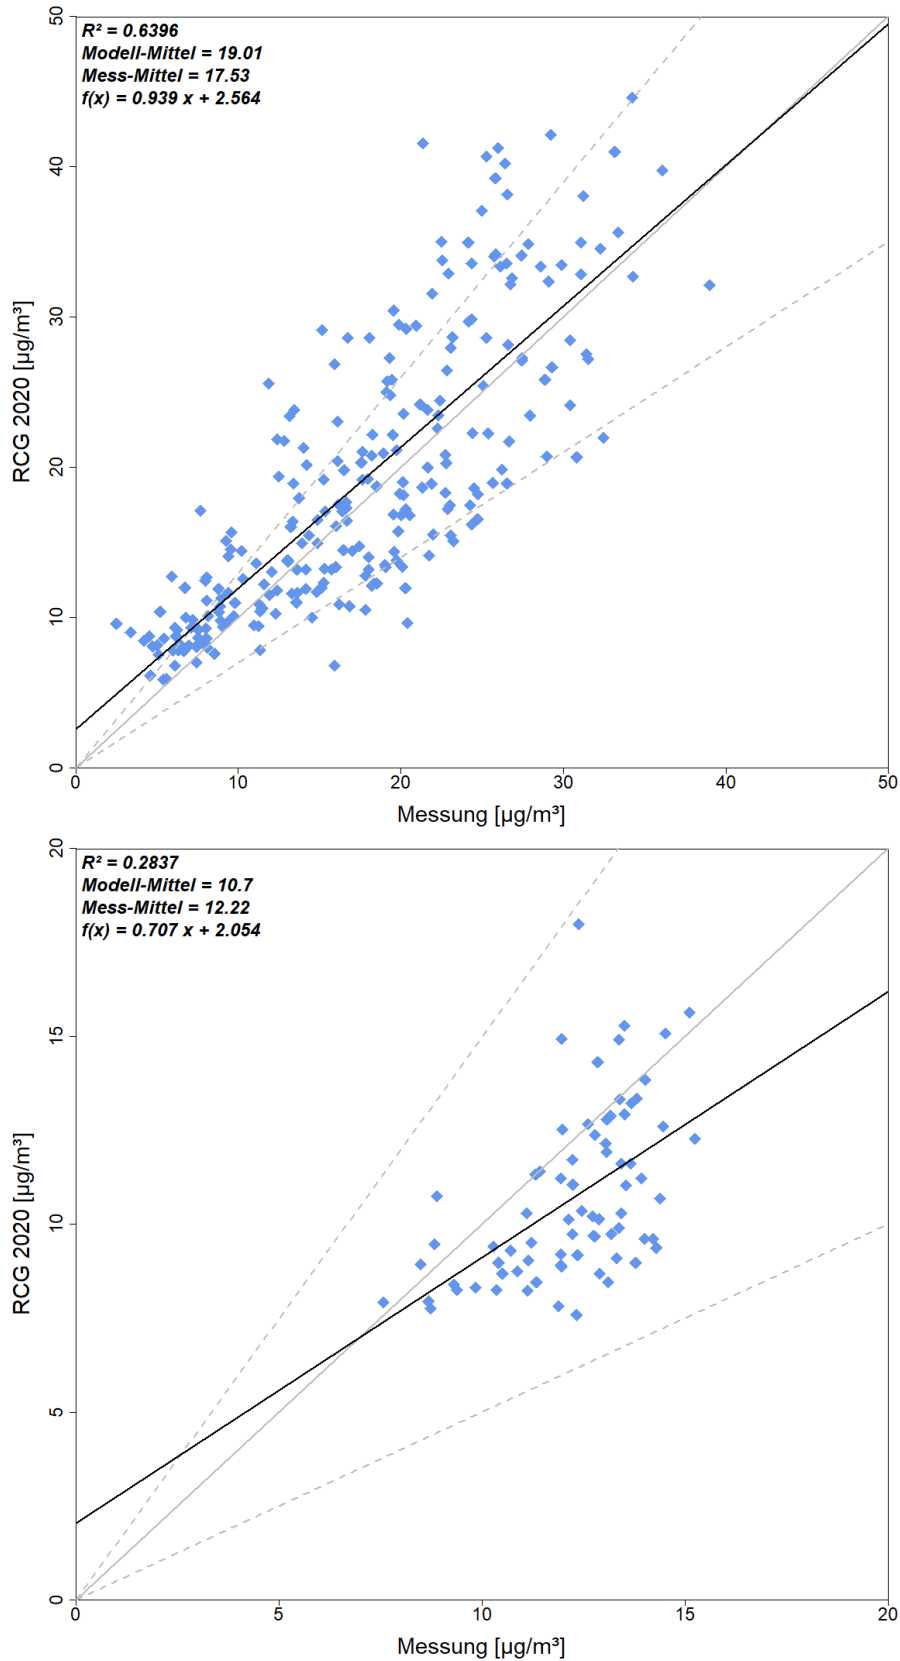 R² = 0.6396
Modell-Mittel = 19.01
Mess-Mittel = 17.53
f(x) = 0.939 x + 2.564
50
40
30
20
10
0
RCG 2020 [µg/m³]
0 10 20 30 40 50
Messung [µg/m³]
R² = 0.2837
Modell-Mittel = 10.7
Mess-Mittel = 12.22
f(x) = 0.707 x + 2.054
20
15
10
5
0
RCG 2020 [µg/m³]
0 5 10 15 20
Messung [µg/m³]